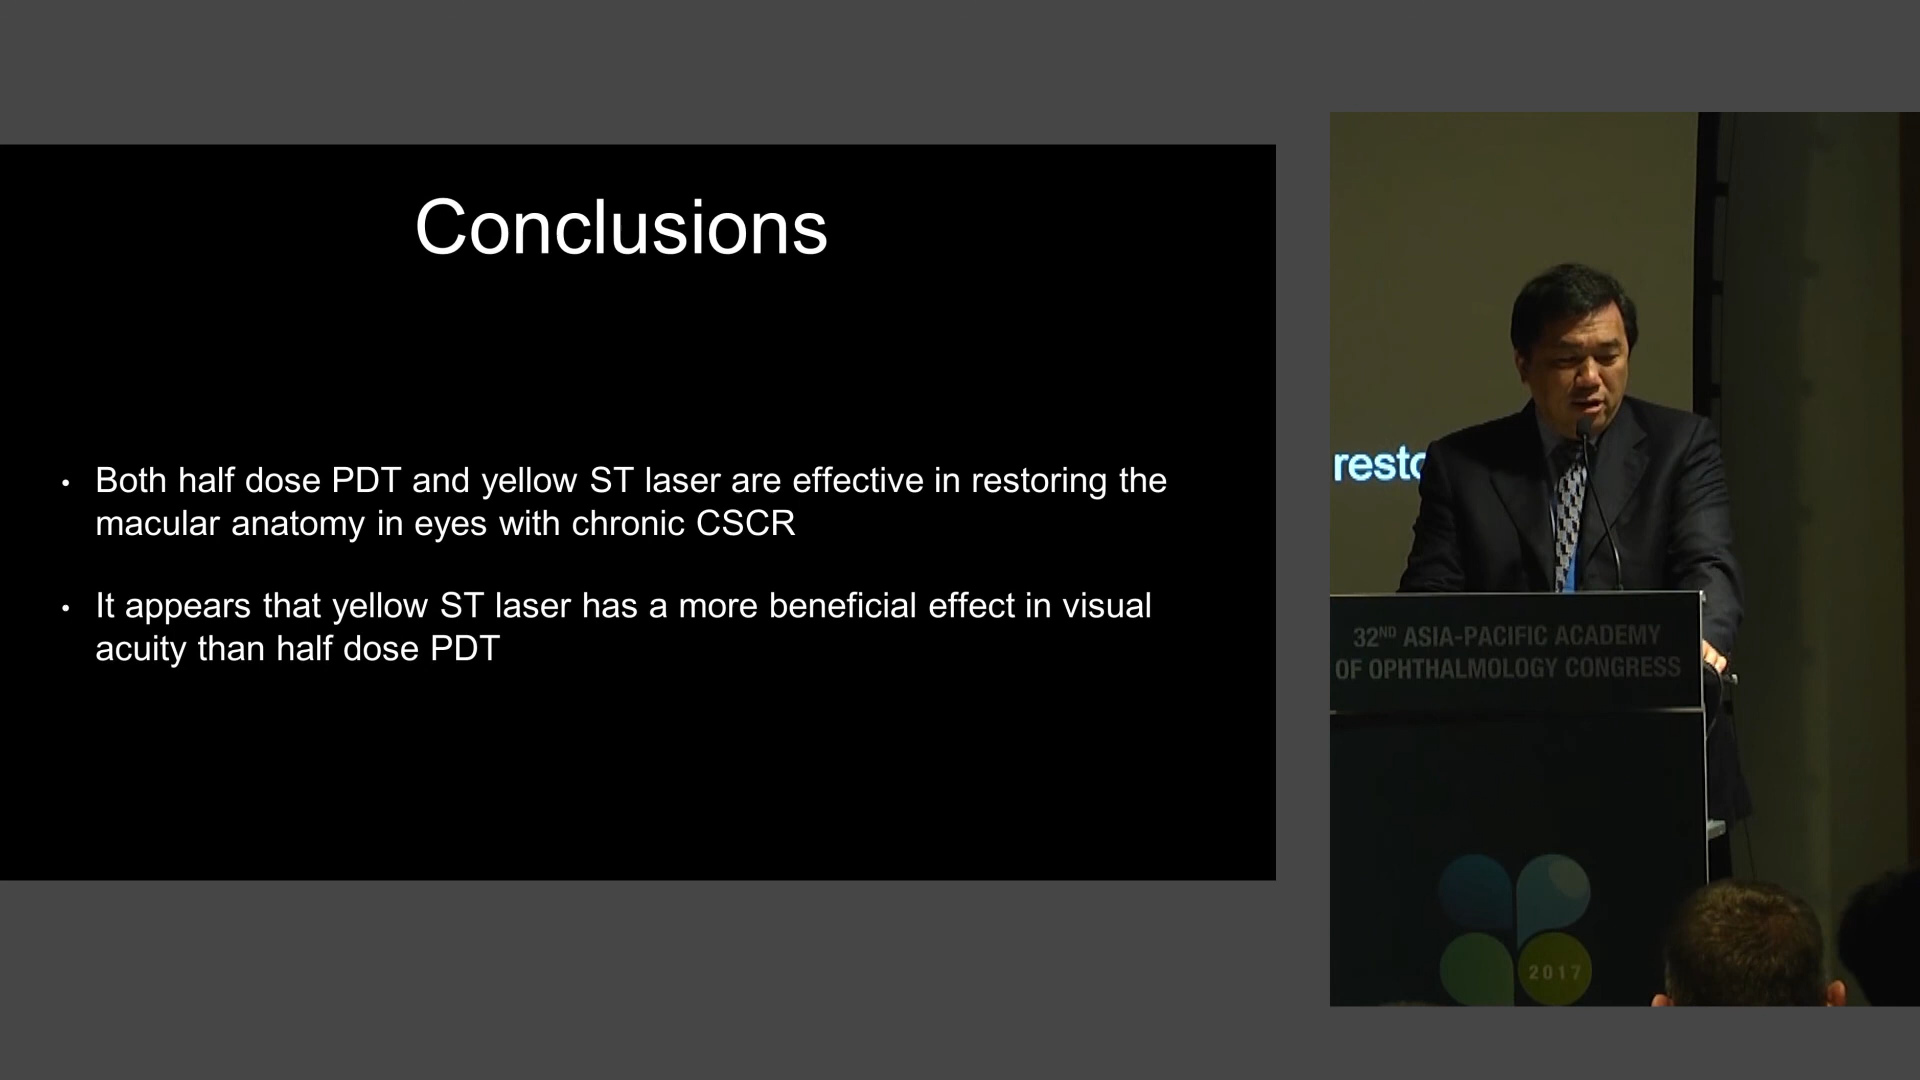 Conclusions
• Both half dose PDT and yellow ST laser are effective in restoring the
macular anatomy in eyes with chronic CSCR
• It appears that yellow ST laser has a more beneficial effect in visual
acuity than half dose PDT
resto
32ND ASIA-PACIFIC ACADEMY
OF OPHTHALMOLOGY CONGRESS
2017